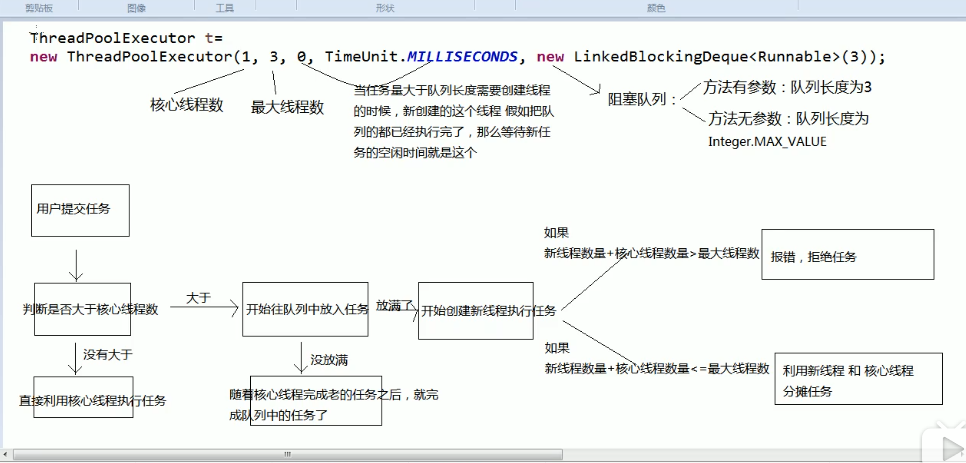 剪贴板 图像 工具 形状 颜色
ThreadPoolExecutor t=
new ThreadPoolExecutor(1, 3, 0, TimeUnit.MILLISECONDS, new LinkedBlockingDeque<Runnable>(3));
核心线程数
最大线程数
当任务量大于队列长度需要创建线程
的时候，新创建的这个线程 假如把队
列的都已经执行完了，那么等待新任
务的空闲时间就是这个
阻塞队列：
方法有参数：队列长度为3
方法无参数：队列长度为
Integer.MAX_VALUE
用户提交任务
判断是否大于核心线程数
大于
开始往队列中放入任务
放满了
开始创建新线程执行任务
如果
新线程数量+核心线程数量>最大线程数
报错，拒绝任务
没有大于
直接利用核心线程执行任务
没放满
随着核心线程完成老的任务之后，就完
成队列中的任务了
如果
新线程数量+核心线程数量<=最大线程数
利用新线程 和 核心线程
分摊任务